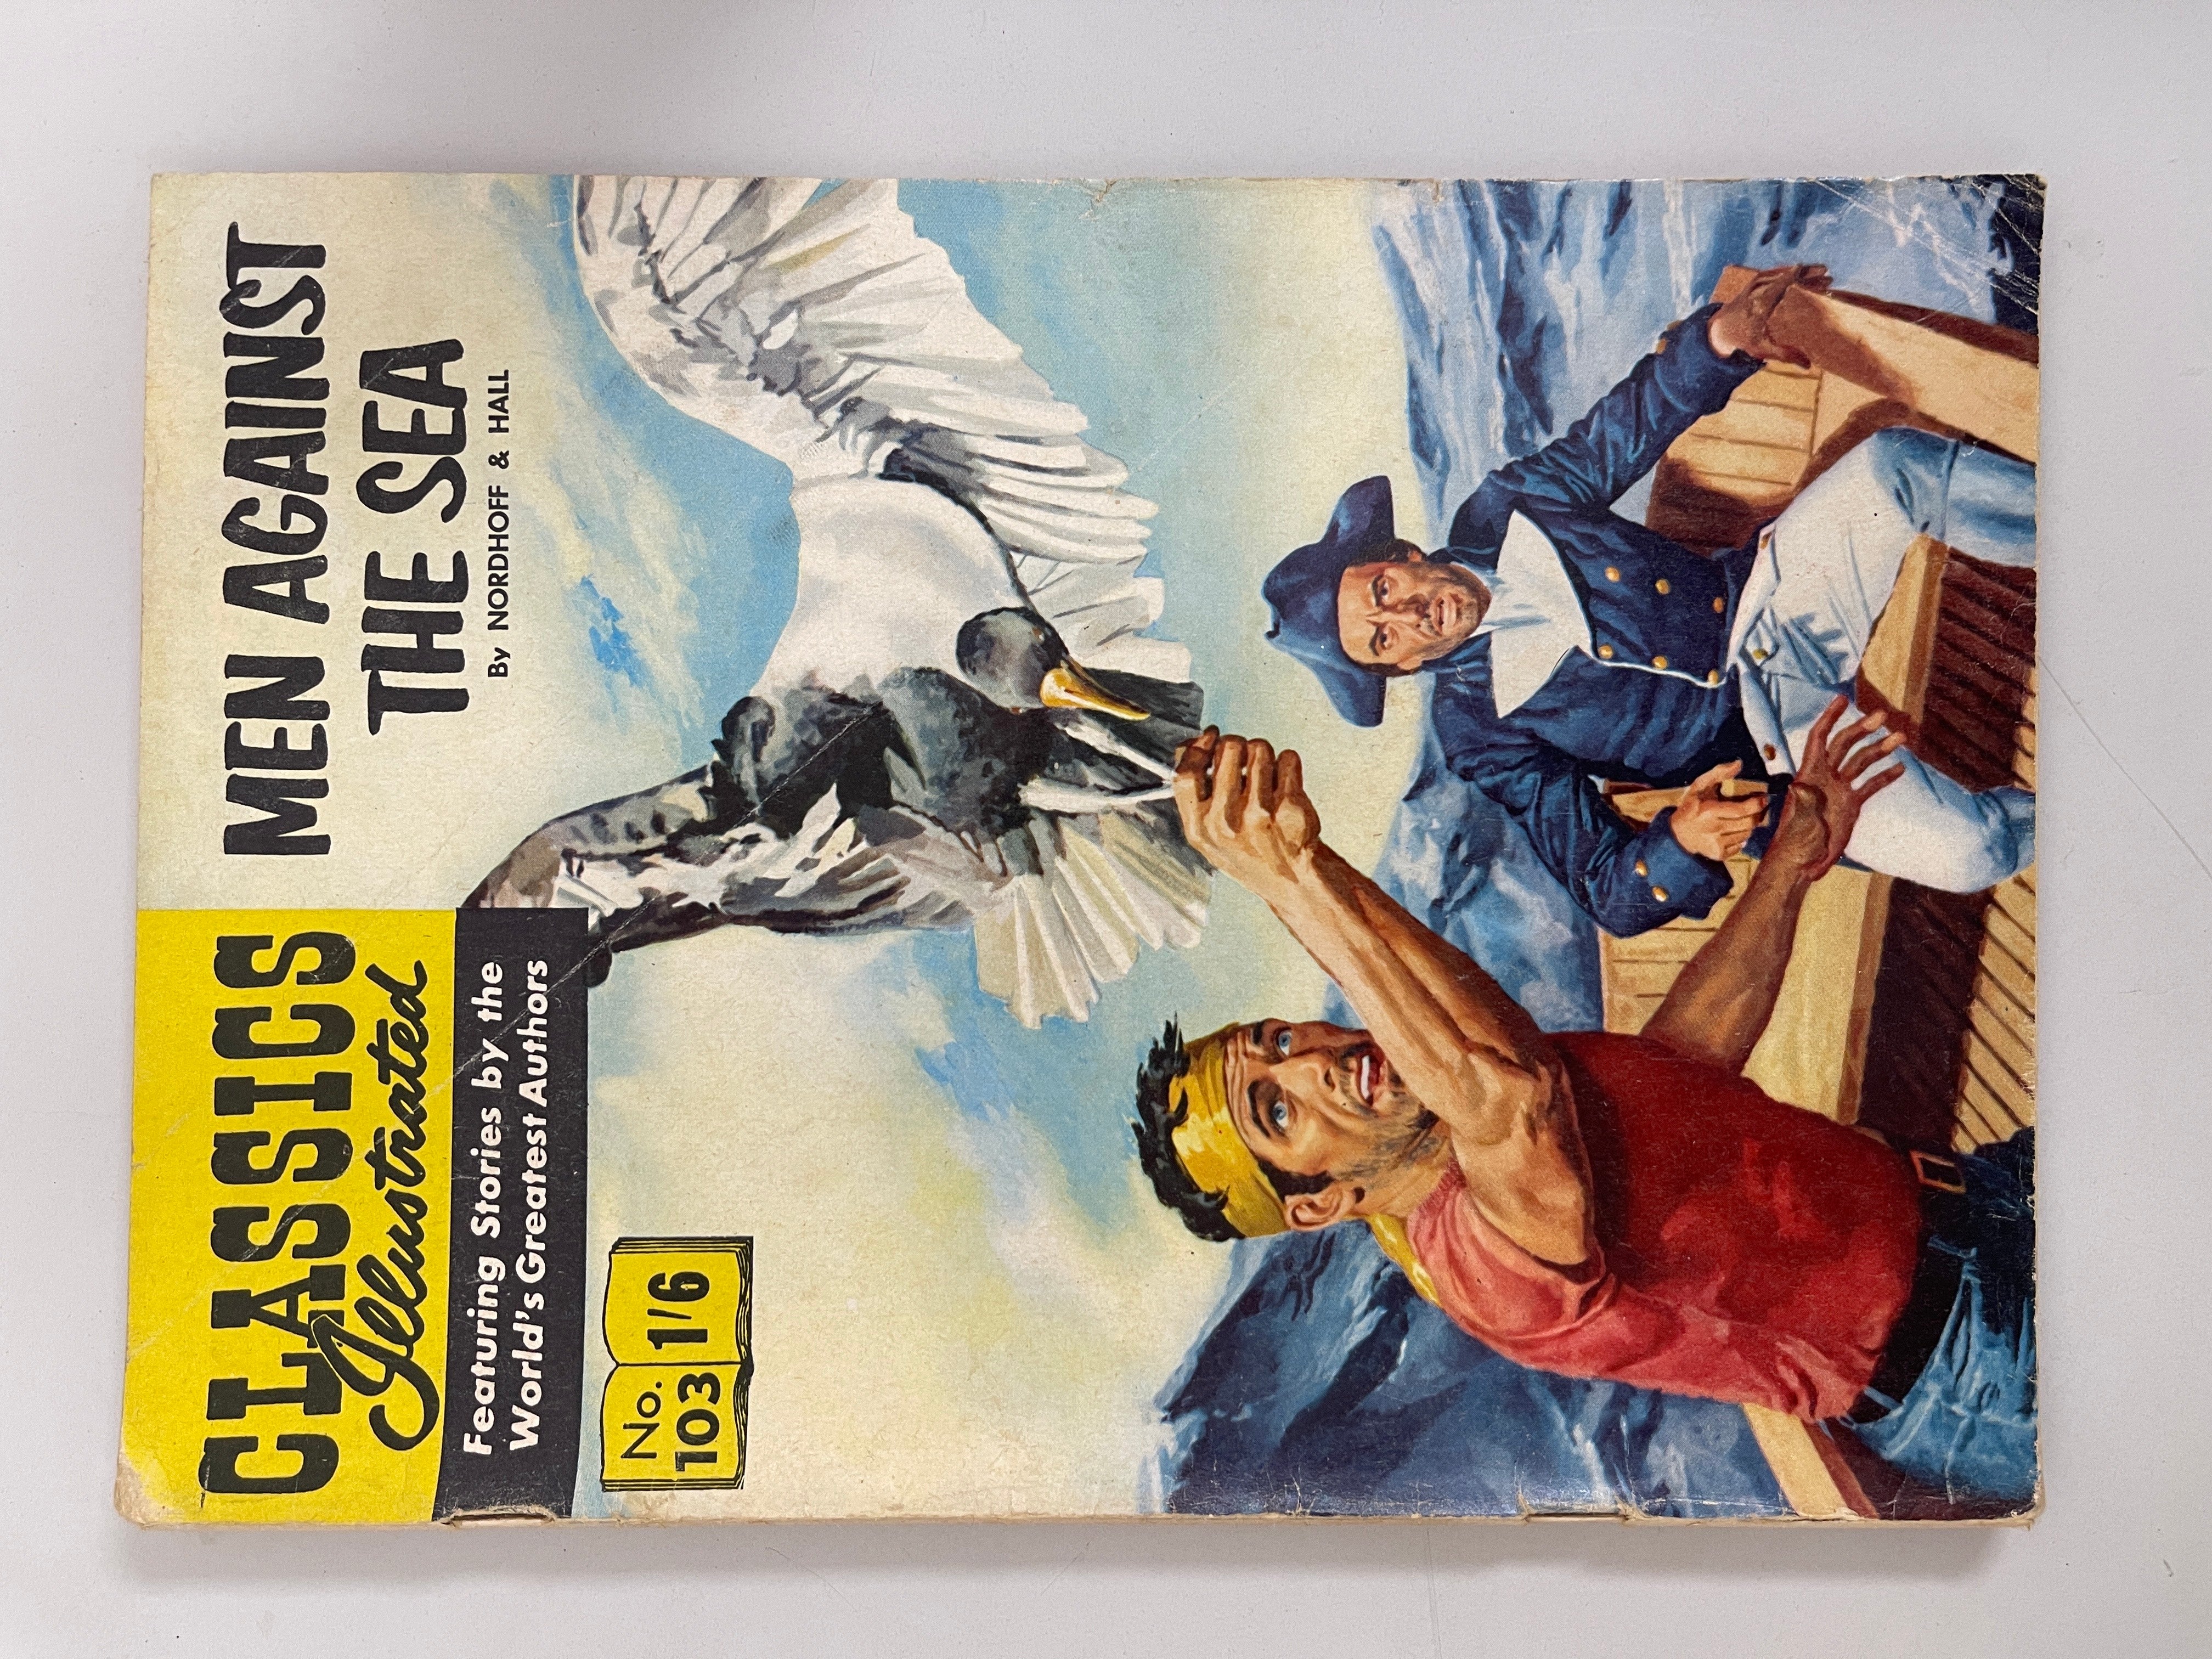 CLASSICS
Illustrated
Featuring Stories by the
World's Greatest Authors
No.
103
1'/6
MEN AGAINST
THE SEA
By NORDHOFF & HALL